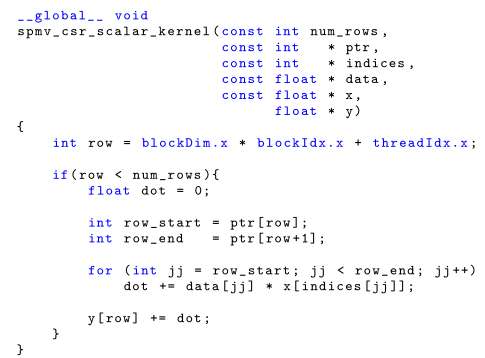 __global__ void
spmv_csr_scalar_kernel(const int num_rows,
                       const int   * ptr,
                       const int   * indices,
                       const float * data,
                       const float * x,
                             float * y)
{
    int row = blockDim.x * blockIdx.x + threadIdx.x;

    if(row < num_rows){
        float dot = 0;

        int row_start = ptr[row];
        int row_end   = ptr[row+1];

        for (int jj = row_start; jj < row_end; jj++)
            dot += data[jj] * x[indices[jj]];

        y[row] += dot;
    }
}